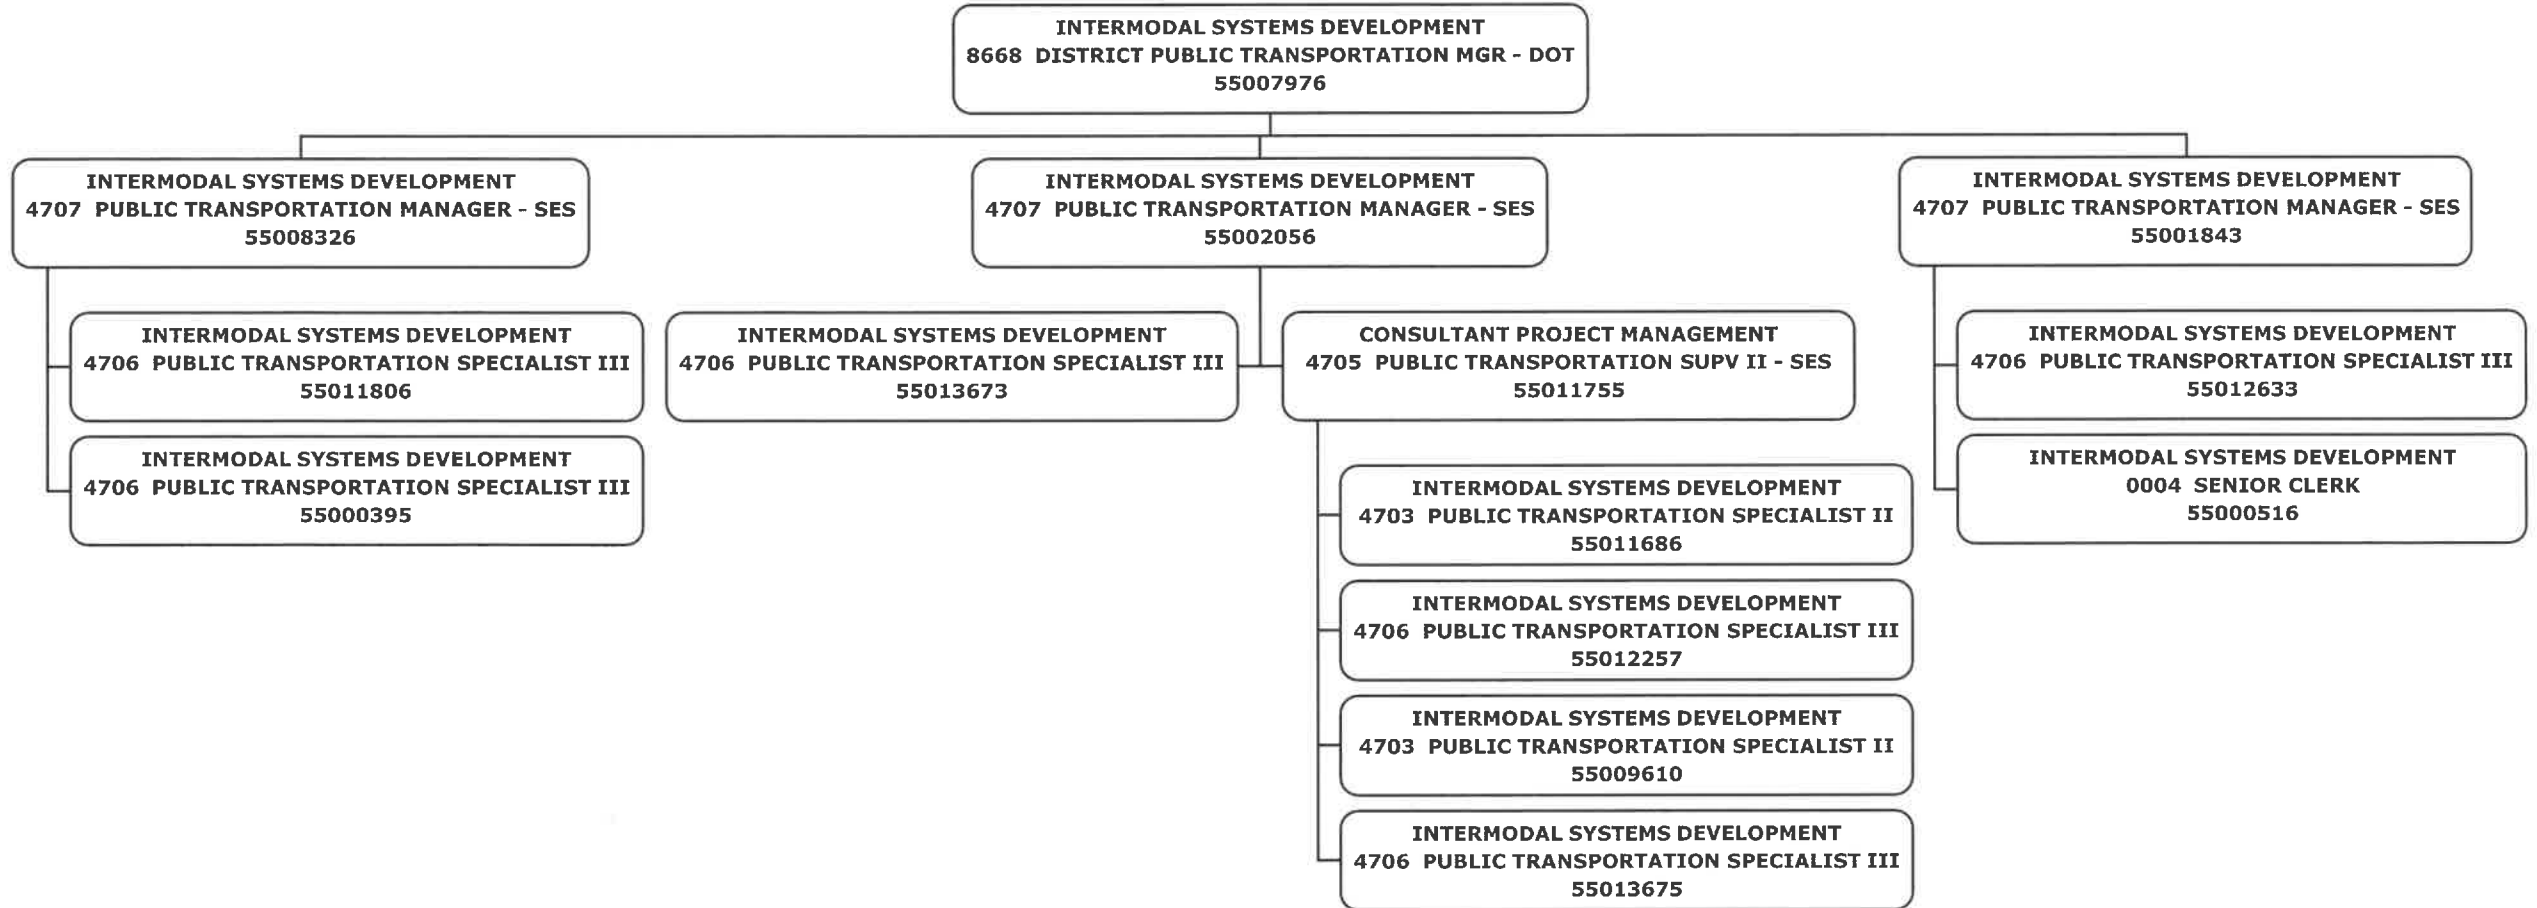 INTERMODAL SYSTEMS DEVELOPMENT
8668 DISTRICT PUBLIC TRANSPORTATION MGR - DOT
55007976
INTERMODAL SYSTEMS DEVELOPMENT
4707 PUBLIC TRANSPORTATION MANAGER - SES
55008326
INTERMODAL SYSTEMS DEVELOPMENT
4707 PUBLIC TRANSPORTATION MANAGER - SES
55002056
INTERMODAL SYSTEMS DEVELOPMENT
4707 PUBLIC TRANSPORTATION MANAGER - SES
55001843
INTERMODAL SYSTEMS DEVELOPMENT
4706 PUBLIC TRANSPORTATION SPECIALIST III
55011806
INTERMODAL SYSTEMS DEVELOPMENT
4706 PUBLIC TRANSPORTATION SPECIALIST III
55000395
INTERMODAL SYSTEMS DEVELOPMENT
4706 PUBLIC TRANSPORTATION SPECIALIST III
55013673
CONSULTANT PROJECT MANAGEMENT
4705 PUBLIC TRANSPORTATION SUPV II - SES
55011755
INTERMODAL SYSTEMS DEVELOPMENT
4703 PUBLIC TRANSPORTATION SPECIALIST II
55011686
INTERMODAL SYSTEMS DEVELOPMENT
4706 PUBLIC TRANSPORTATION SPECIALIST III
55012257
INTERMODAL SYSTEMS DEVELOPMENT
4703 PUBLIC TRANSPORTATION SPECIALIST II
55009610
INTERMODAL SYSTEMS DEVELOPMENT
4706 PUBLIC TRANSPORTATION SPECIALIST III
55013675
INTERMODAL SYSTEMS DEVELOPMENT
4706 PUBLIC TRANSPORTATION SPECIALIST III
55012633
INTERMODAL SYSTEMS DEVELOPMENT
0004 SENIOR CLERK
55000516